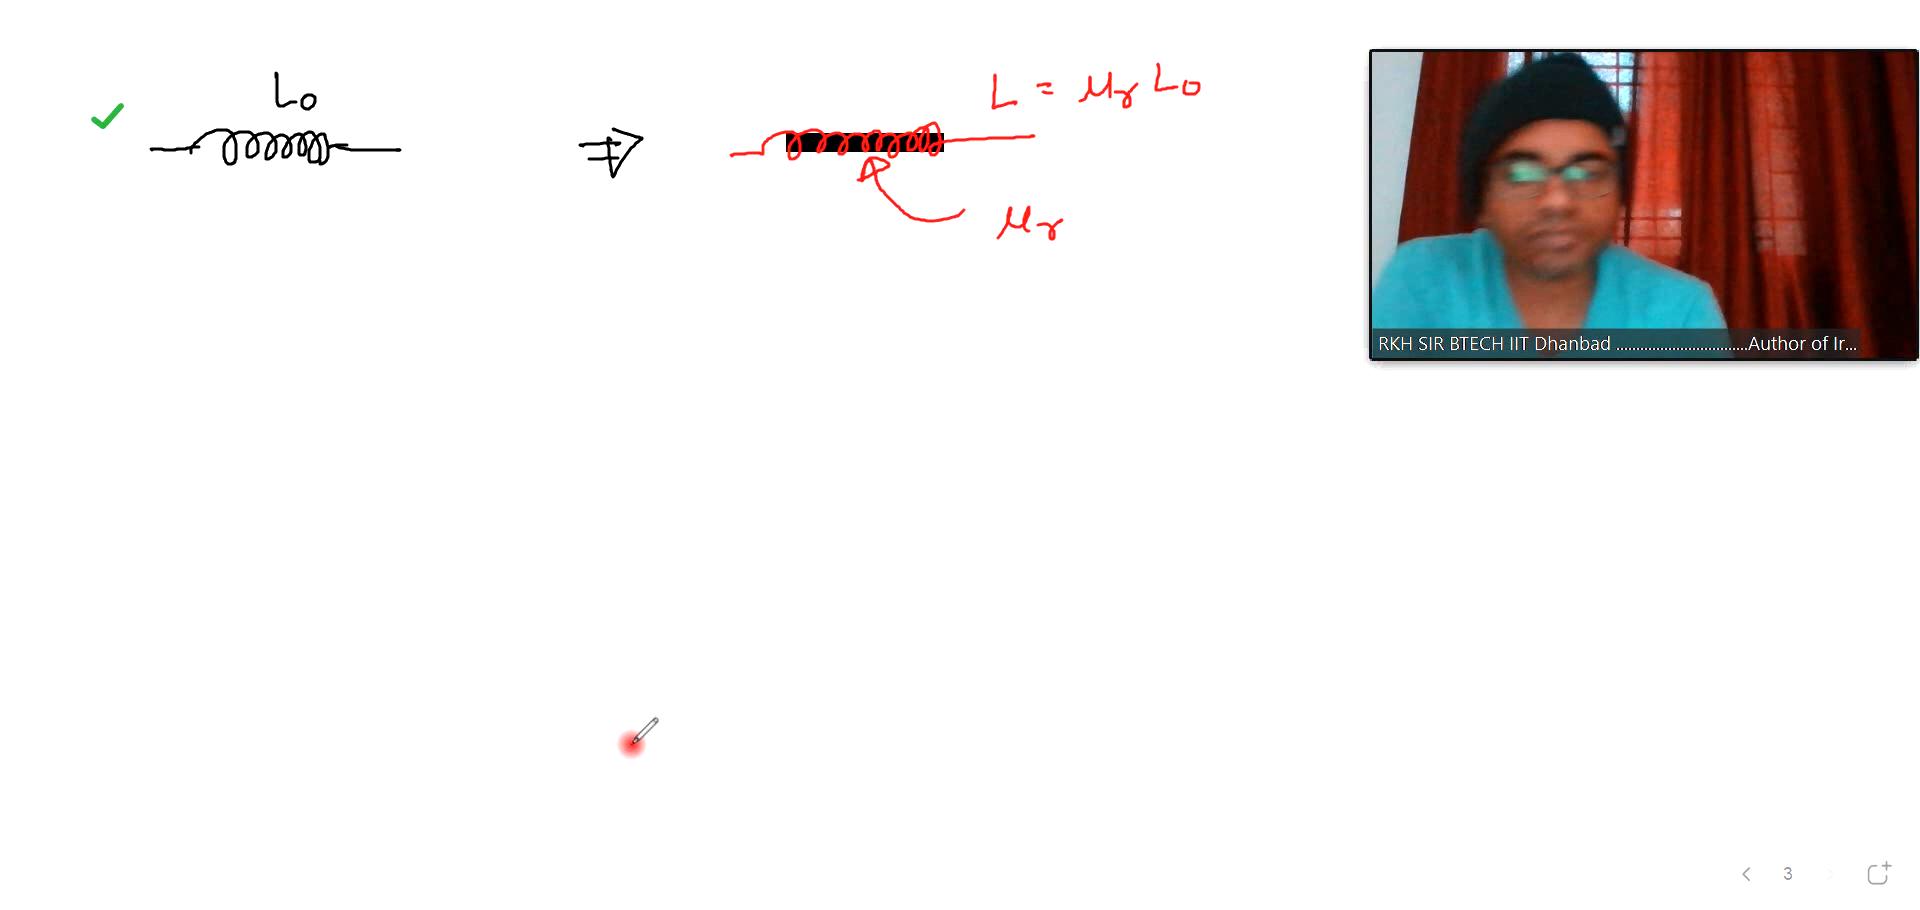 L₀
L = μᵣ L₀
μᵣ
RKH SIR BTECH IIT Dhanbad .................................Author of Ir...
3